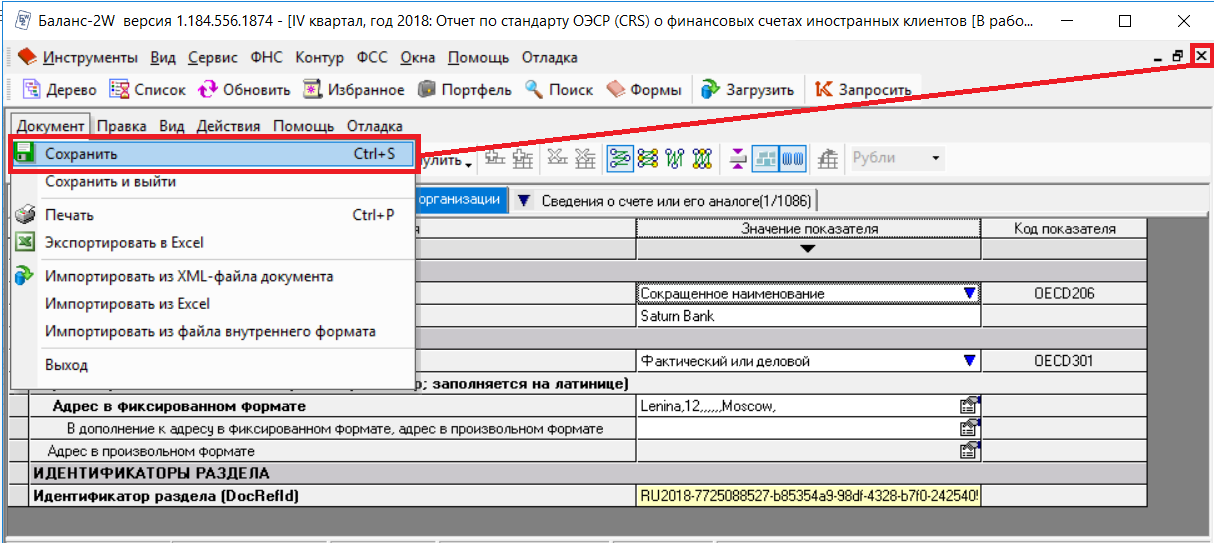 Баланс-2W версия 1.184.556.1874 - [IV квартал, год 2018: Отчет по стандарту ОЭСР (CRS) о финансовых счетах иностранных клиентов [В рабо...
Инструменты Вид Сервис ФНС Контур ФСС Окна Помощь Отладка
Дерево Список Обновить Избранное Портфель Поиск Формы Загрузить Запросить
Документ Правка Вид Действия Помощь Отладка
Сохранить Ctrl+S
улить Рубли
Сохранить и выйти
организации Сведения о счете или его аналоге(1/1086)
Печать Ctrl+P
Значение показателя Код показателя
Экспортировать в Excel
Импортировать из XML-файла документа
Сокращенное наименование OECD206
Импортировать из Excel
Saturn Bank
Импортировать из файла внутреннего формата
Выход
Фактический или деловой OECD301
р; заполняется на латинице)
Адрес в фиксированном формате Lenina,12,,,,,,Moscow,
В дополнение к адресу в фиксированном формате, адрес в произвольном формате
Адрес в произвольном формате
ИДЕНТИФИКАТОРЫ РАЗДЕЛА
Идентификатор раздела (DocRefId) RU2018-7725088527-b85354a9-98df-4328-b7f0-242540